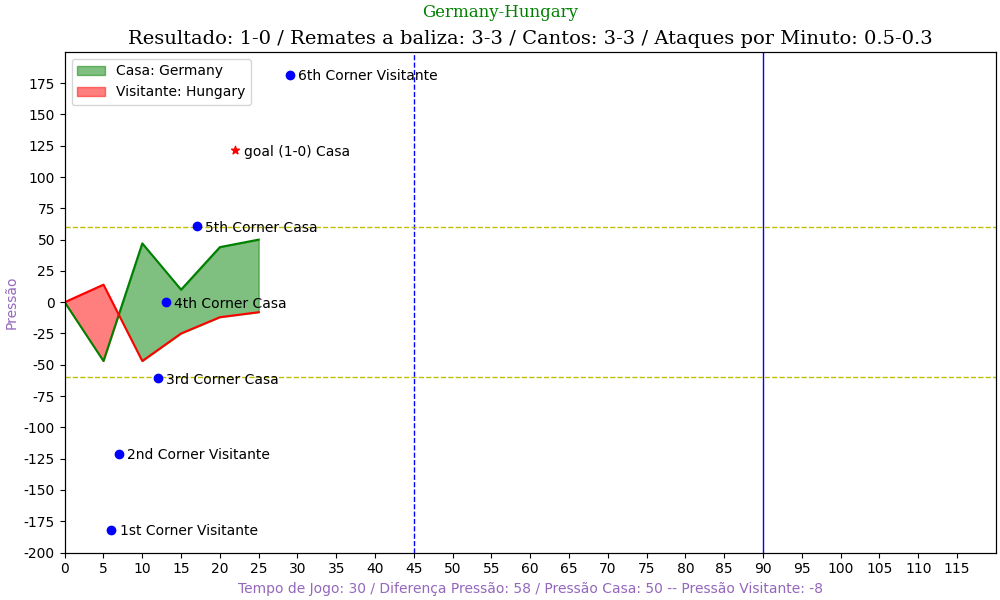 Germany-Hungary
Resultado: 1-0 / Remates a baliza: 3-3 / Cantos: 3-3 / Ataques por Minuto: 0.5-0.3
Casa: Germany
Visitante: Hungary
6th Corner Visitante
goal (1-0) Casa
5th Corner Casa
4th Corner Casa
3rd Corner Casa
2nd Corner Visitante
1st Corner Visitante
Pressão
175
150
125
100
75
50
25
0
-25
-50
-75
-100
-125
-150
-175
-200
0 5 10 15 20 25 30 35 40 45 50 55 60 65 70 75 80 85 90 95 100 105 110 115
Tempo de Jogo: 30 / Diferença Pressão: 58 / Pressão Casa: 50 -- Pressão Visitante: -8